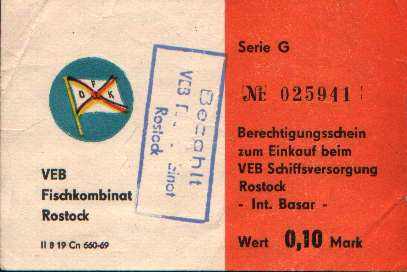 F
D K
VEB
Fischkombinat
Rostock
II 8 19 Cn 660-69
Bezahlt
VEB
Rostock
Serie G
№ 025941
Berechtigungsschein
zum Einkauf beim
VEB Schiffsversorgung
Rostock
- Int. Basar -
Wert 0,10 Mark